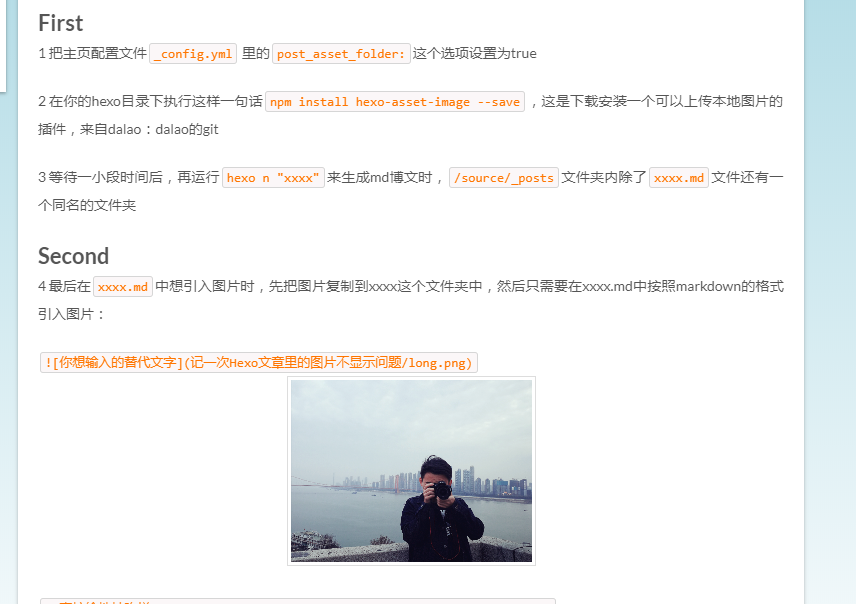 First
1 把主页配置文件 _config.yml 里的 post_asset_folder: 这个选项设置为true
2 在你的hexo目录下执行这样一句话 npm install hexo-asset-image --save ，这是下载安装一个可以上传本地图片的
插件，来自dalao：dalao的git
3 等待一小段时间后，再运行 hexo n "xxxx" 来生成md博文时， /source/_posts 文件夹内除了 xxxx.md 文件还有一
个同名的文件夹
Second
4 最后在 xxxx.md 中想引入图片时，先把图片复制到xxxx这个文件夹中，然后只需要在xxxx.md中按照markdown的格式
引入图片：
![你想输入的替代文字](记一次Hexo文章里的图片不显示问题/long.png)